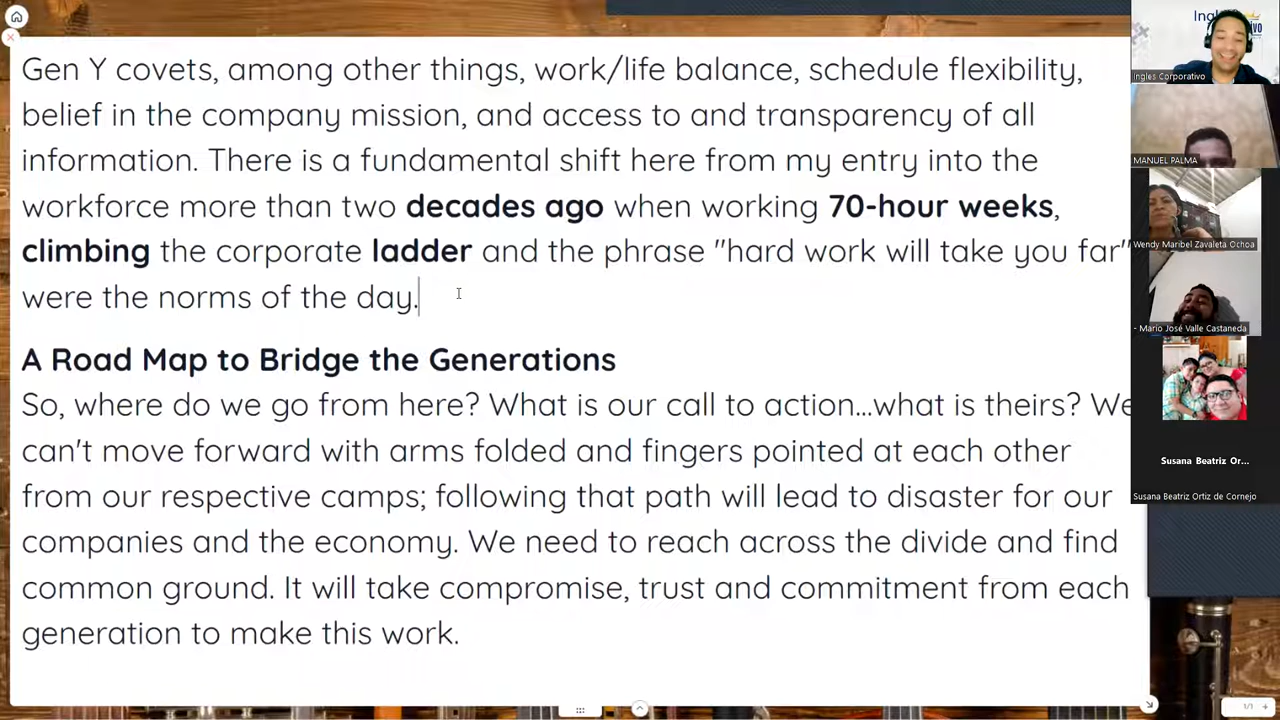 Gen Y covets, among other things, work/life balance, schedule flexibility,
belief in the company mission, and access to and transparency of all
information. There is a fundamental shift here from my entry into the
workforce more than two decades ago when working 70-hour weeks,
climbing the corporate ladder and the phrase "hard work will take you far"
were the norms of the day.
A Road Map to Bridge the Generations
So, where do we go from here? What is our call to action...what is theirs? We
can't move forward with arms folded and fingers pointed at each other
from our respective camps; following that path will lead to disaster for our
companies and the economy. We need to reach across the divide and find
common ground. It will take compromise, trust and commitment from each
generation to make this work.
Ingles Corporativo
MANUEL PALMA
Wendy Maribel Zavaleta Ochoa
- Mario José Valle Castaneda
Susana Beatriz Or...
Susana Beatriz Ortiz de Cornejo
1/1